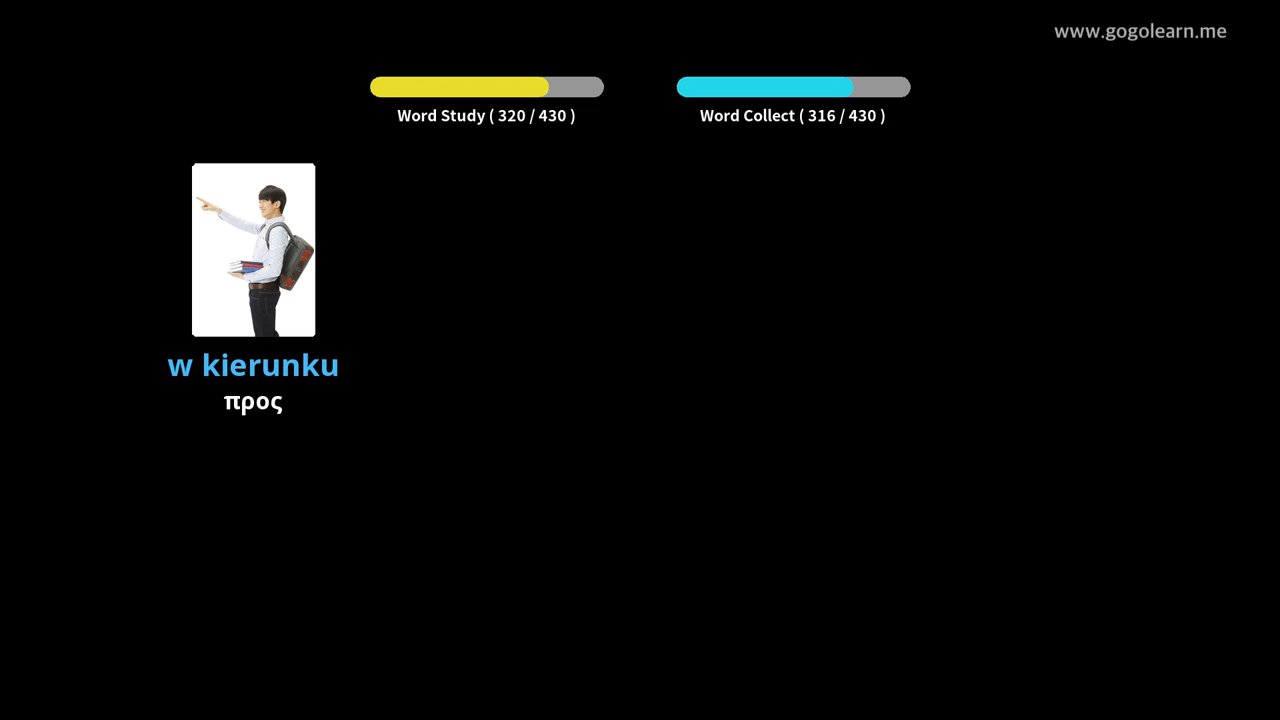 www.gogolearn.me
Word Study ( 320 / 430 )
Word Collect ( 316 / 430 )
w kierunku
προς